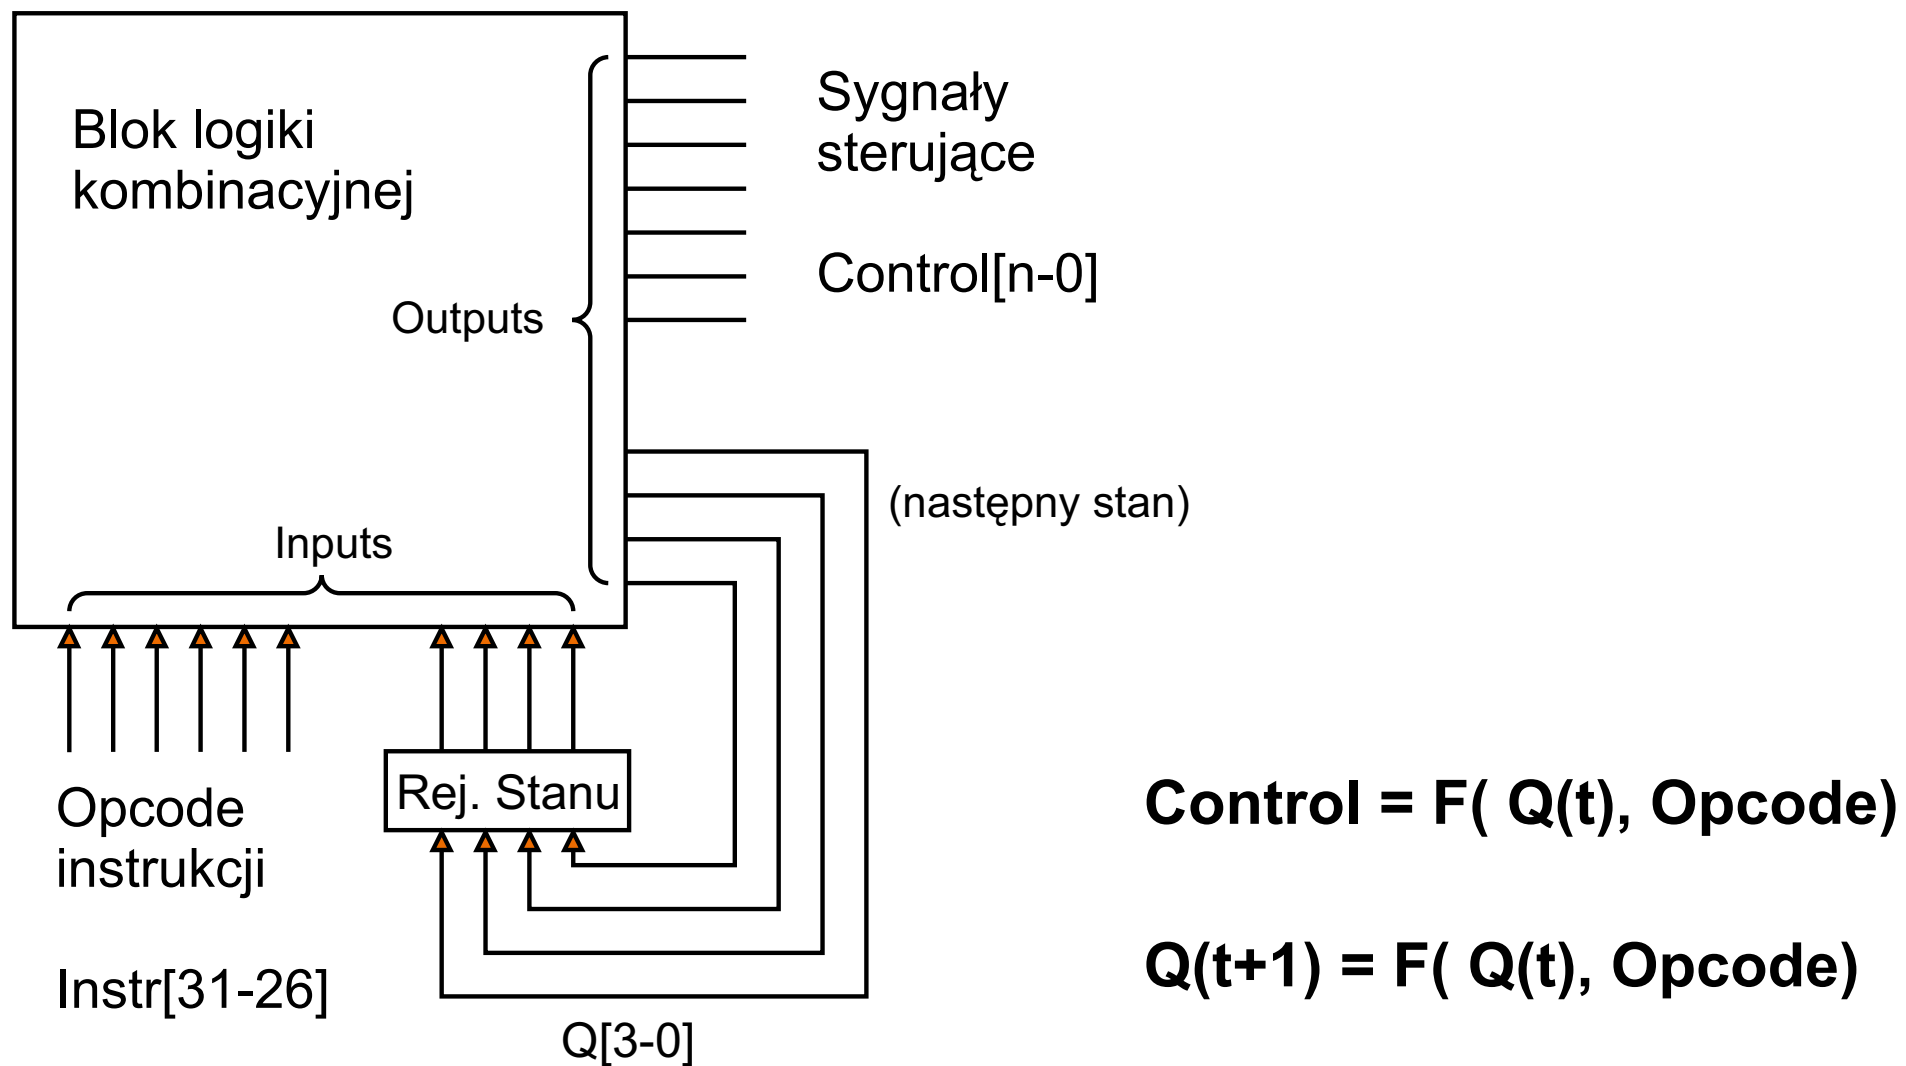 Blok logiki
kombinacyjnej
Sygnały
sterujące
Control[n-0]
Outputs
(następny stan)
Inputs
Rej. Stanu
Opcode
instrukcji
Instr[31-26]
Q[3-0]
Control = F( Q(t), Opcode)
Q(t+1) = F( Q(t), Opcode)